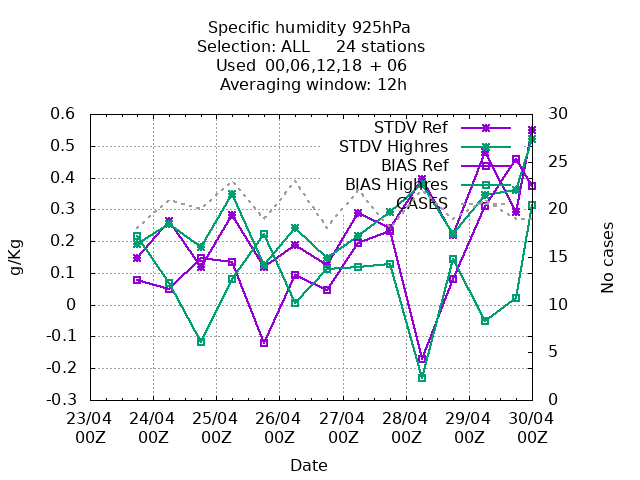 Specific humidity 925hPa
Selection: ALL 24 stations
Used 00,06,12,18 + 06
Averaging window: 12h
STDV Ref
STDV Highres
BIAS Ref
BIAS Highres
CASES
g/Kg
0.6
0.5
0.4
0.3
0.2
0.1
0
-0.1
-0.2
-0.3
No cases
30
25
20
15
10
5
0
23/04 24/04 25/04 26/04 27/04 28/04 29/04 30/04
00Z 00Z 00Z 00Z 00Z 00Z 00Z 00Z
Date